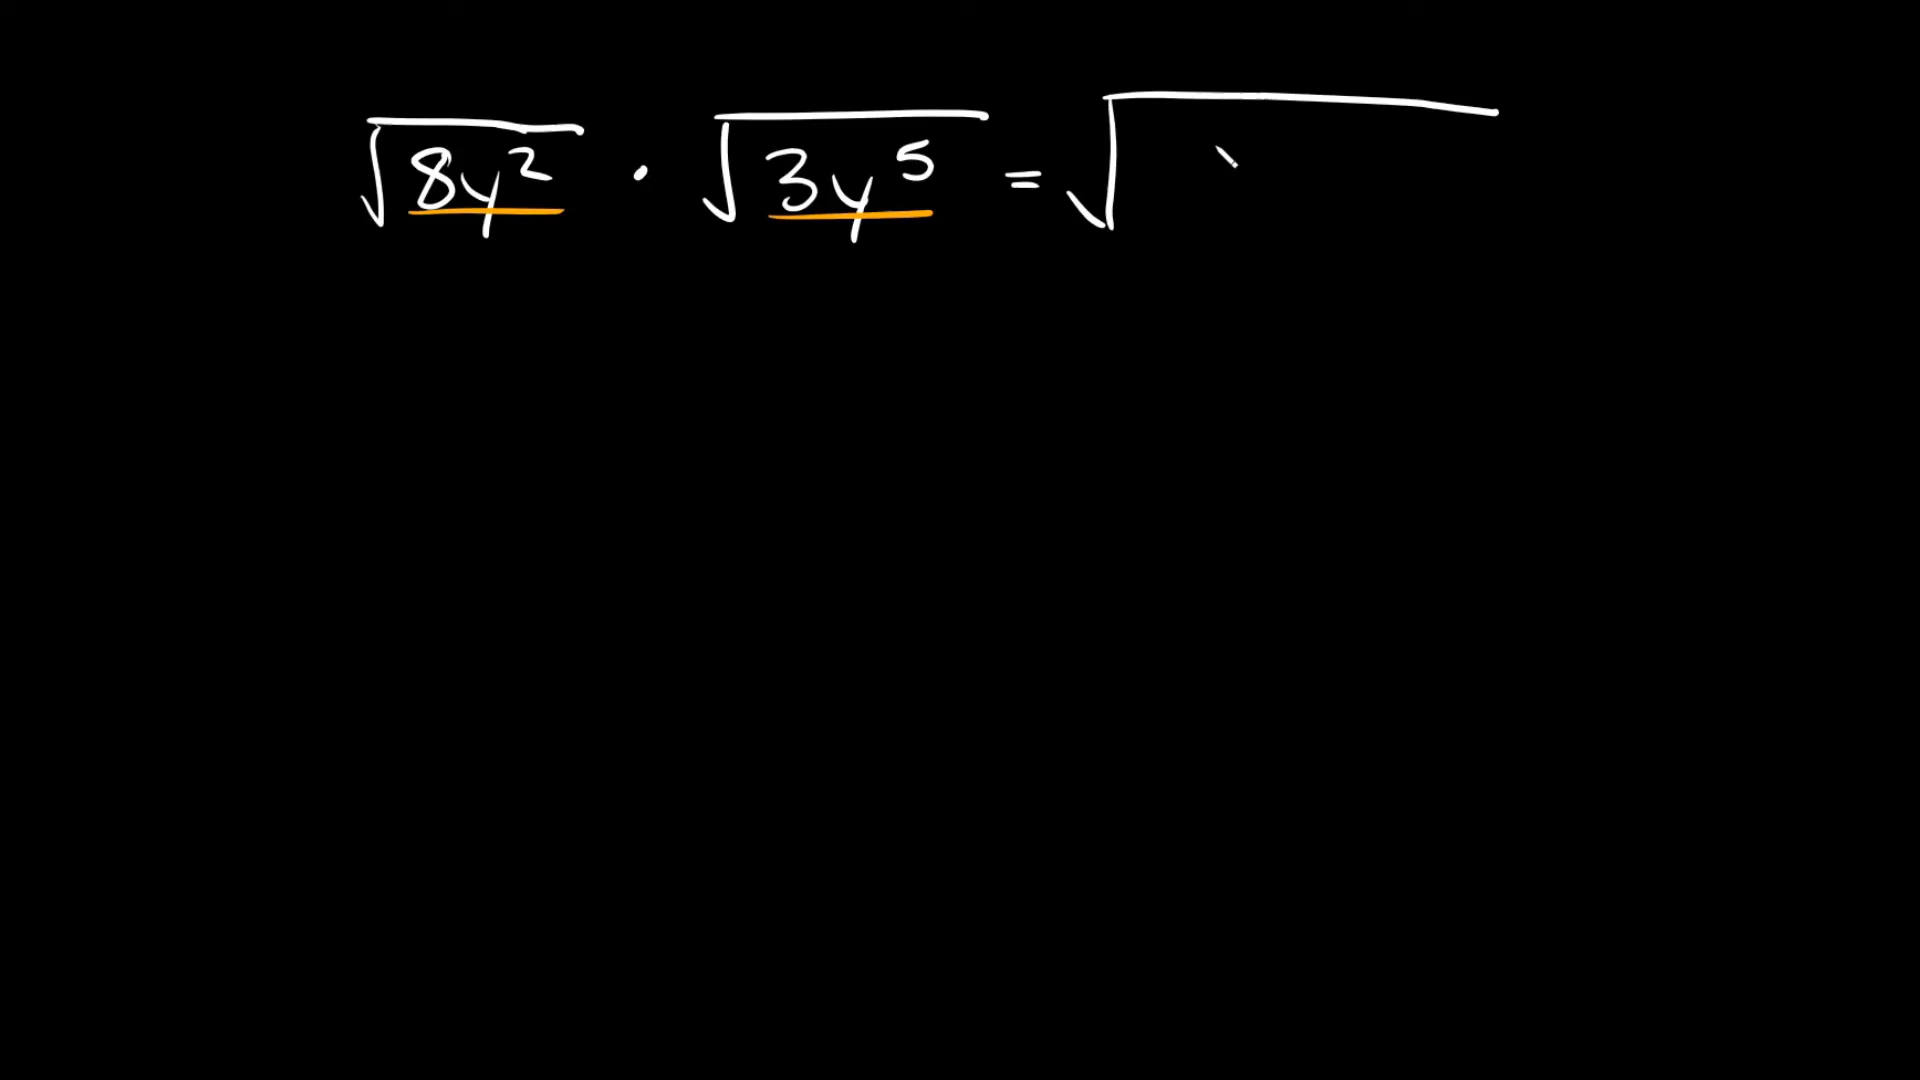 √8y² · √3y⁵ = √